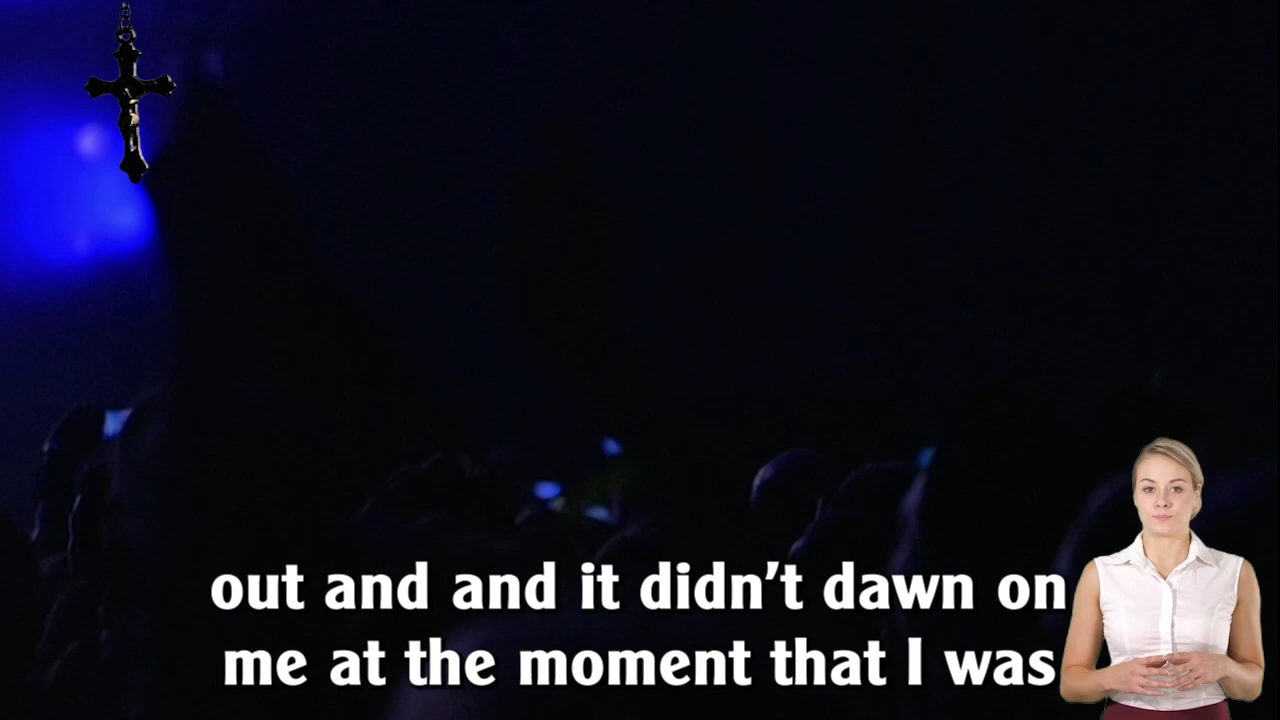 out and and it didn't dawn on
me at the moment that I was